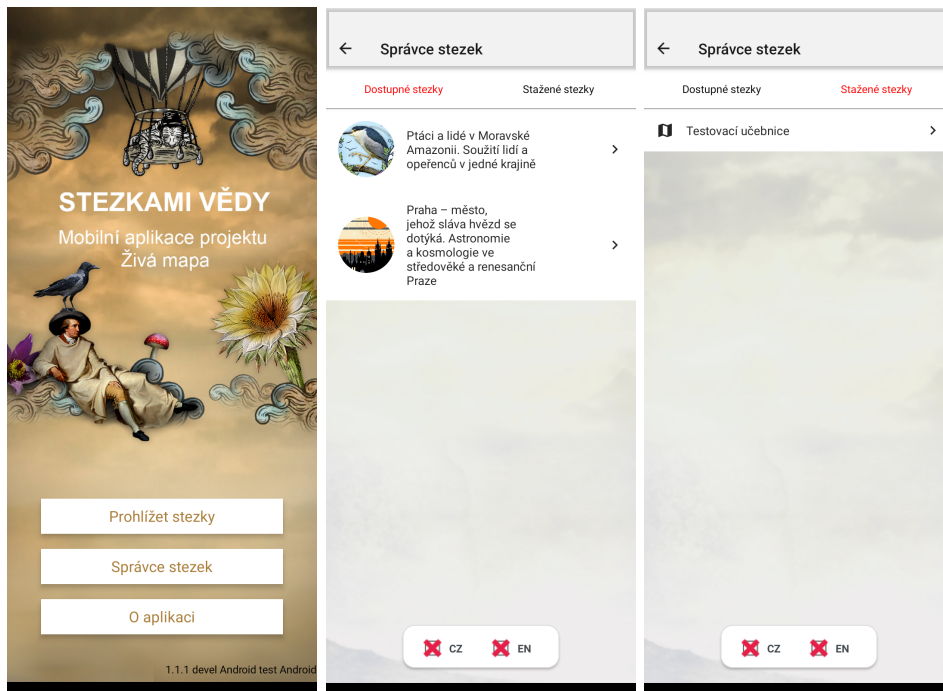 STEZKAMI VĚDY
Mobilní aplikace projektu
Živá mapa
Prohlížet stezky
Správce stezek
O aplikaci
1.1.1 devel Android test Android
Správce stezek
Dostupné stezky
Stažené stezky
Ptáci a lidé v Moravské
Amazonii. Soužití lidí a
opeřenců v jedné krajině
Praha – město,
jehož sláva hvězd se
dotýká. Astronomie
a kosmologie ve
středověké a renesanční
Praze
CZ
EN
Správce stezek
Dostupné stezky
Stažené stezky
Testovací učebnice
CZ
EN